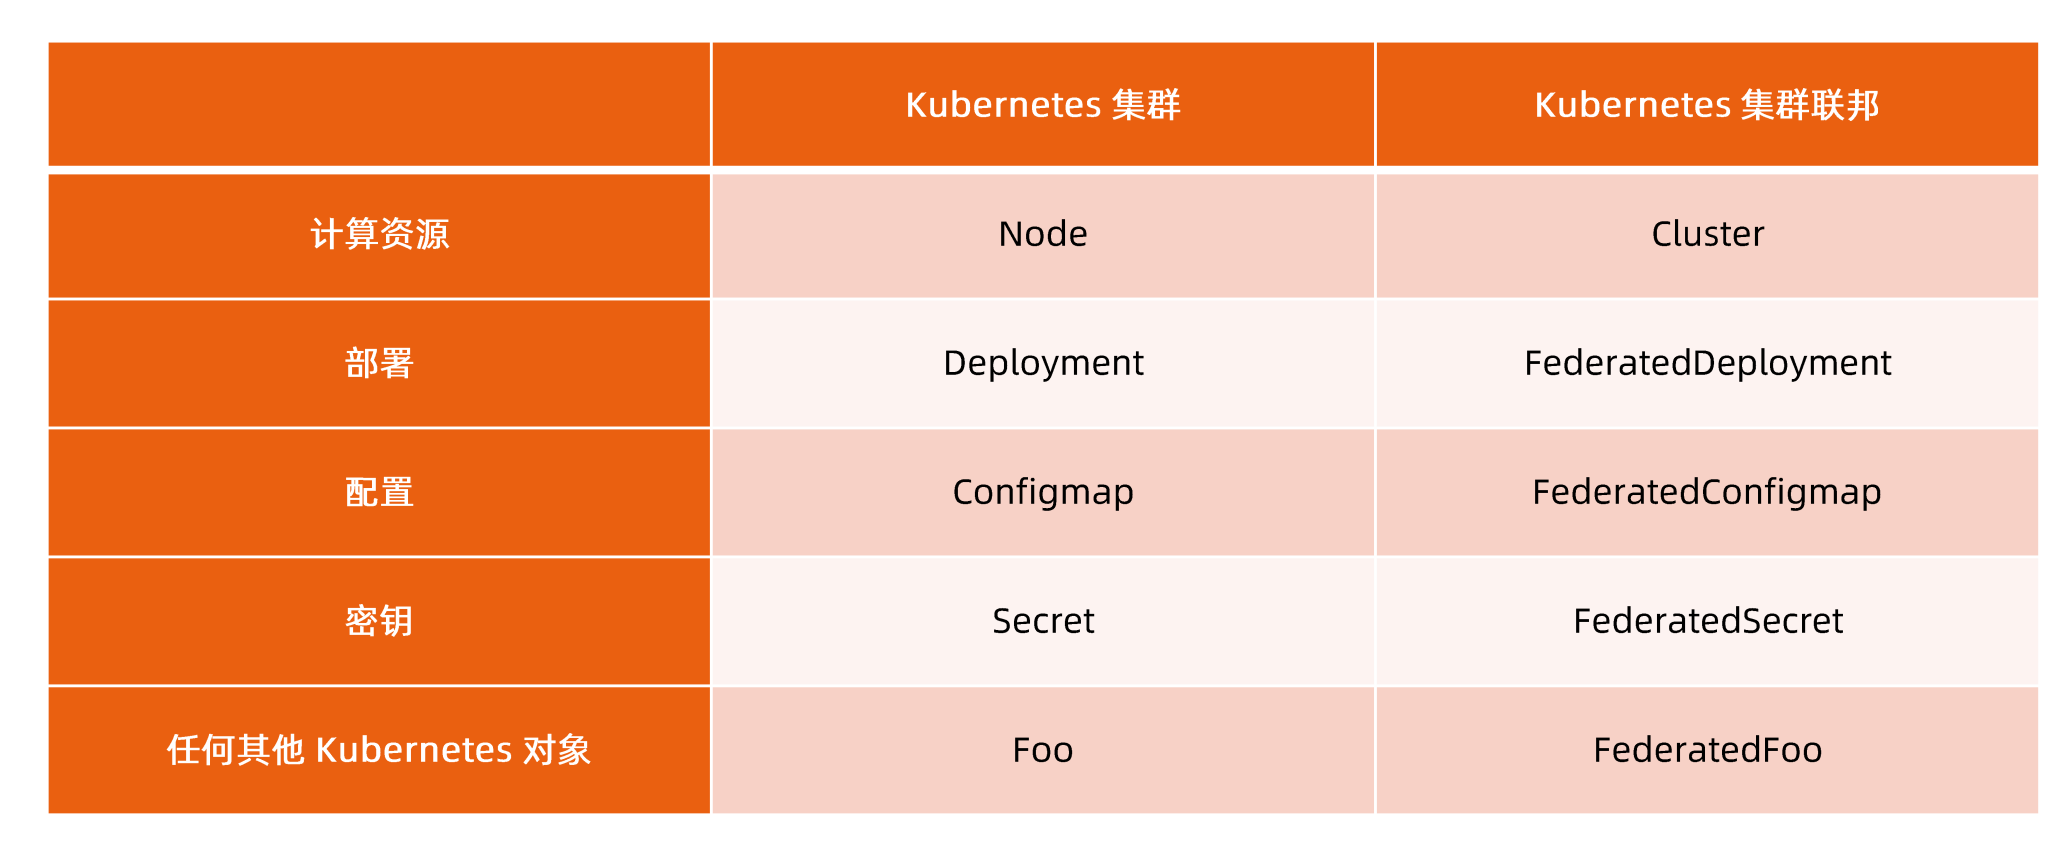 Kubernetes 集群
Kubernetes 集群联邦
计算资源
Node
Cluster
部署
Deployment
FederatedDeployment
配置
Configmap
FederatedConfigmap
密钥
Secret
FederatedSecret
任何其他 Kubernetes 对象
Foo
FederatedFoo